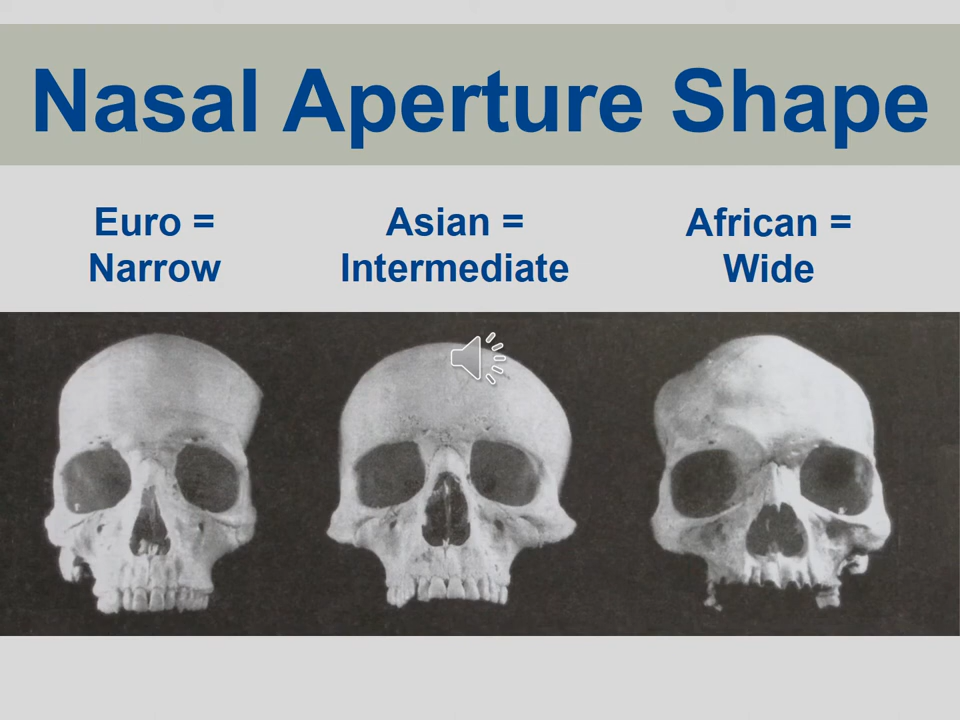 Nasal Aperture Shape
Euro =
Narrow
Asian =
Intermediate
African =
Wide